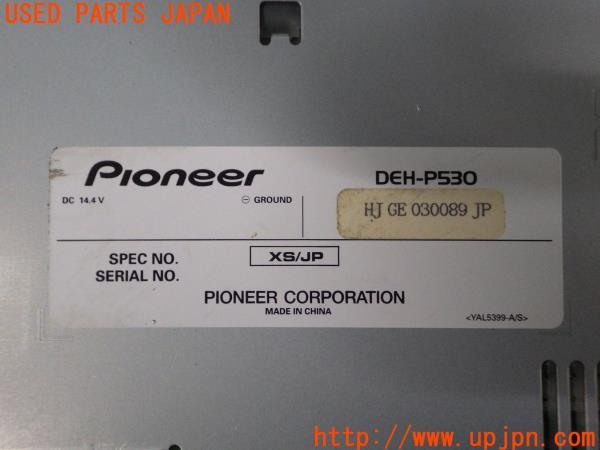 USED PARTS JAPAN
Pioneer
DEH-P530
DC 14.4 V
⊖ GROUND
HJ GE 030089 JP
SPEC NO.
XS/JP
SERIAL NO.
PIONEER CORPORATION
MADE IN CHINA
<YAL5399-A/S>
http://www.upjpn.com/